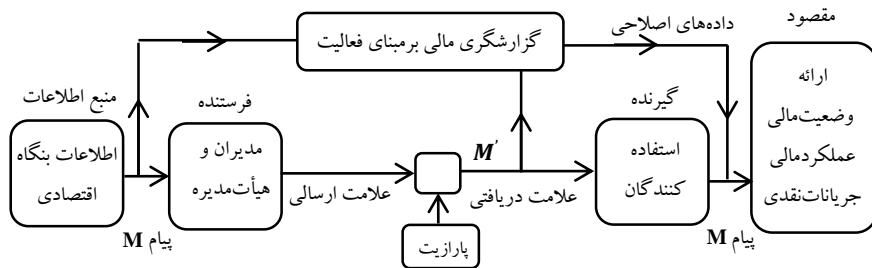 مقصود
گزارشگری مالی برمبنای فعالیت
داده‌های اصلاحی
منبع اطلاعات
فرستنده
گیرنده
اطلاعات بنگاه
اقتصادی
مدیران و
هیأت‌مدیره
M′
استفاده
کنندگان
ارائه
وضعیت‌مالی
عملکردمالی
جریانات‌نقدی
علامت ارسالی
علامت دریافتی
پیام M
پیام M
پارازیت